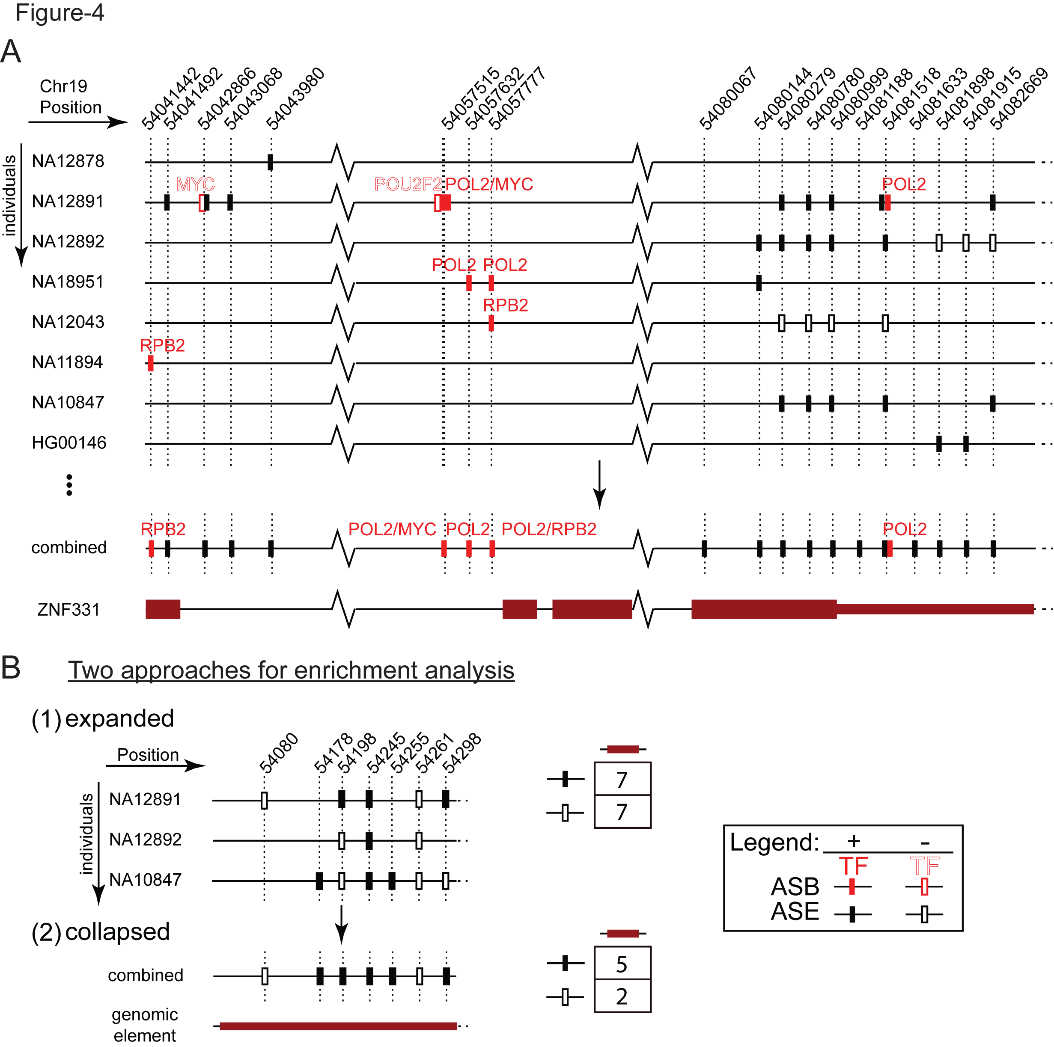 Figure-4
A
Chr19
Position
54041442
54041492
54042866
54043068
54043980
54057515
54057632
54057777
54080067
54080144
54080279
54080780
54080999
54081188
54081518
54081633
54081898
54081915
54082669
individuals
NA12878
MYC
POU2F2 POL2/MYC
POL2
NA12891
NA12892
POL2 POL2
NA18951
RPB2
NA12043
RPB2
NA11894
NA10847
HG00146
RPB2
POL2/MYC POL2 POL2/RPB2
POL2
combined
ZNF331
B
Two approaches for enrichment analysis
(1) expanded
Position
54080
54178
54198
54245
54255
54261
54298
individuals
NA12891
NA12892
NA10847
7
7
(2) collapsed
combined
genomic
element
5
2
Legend: + -
TF TF
ASB
ASE